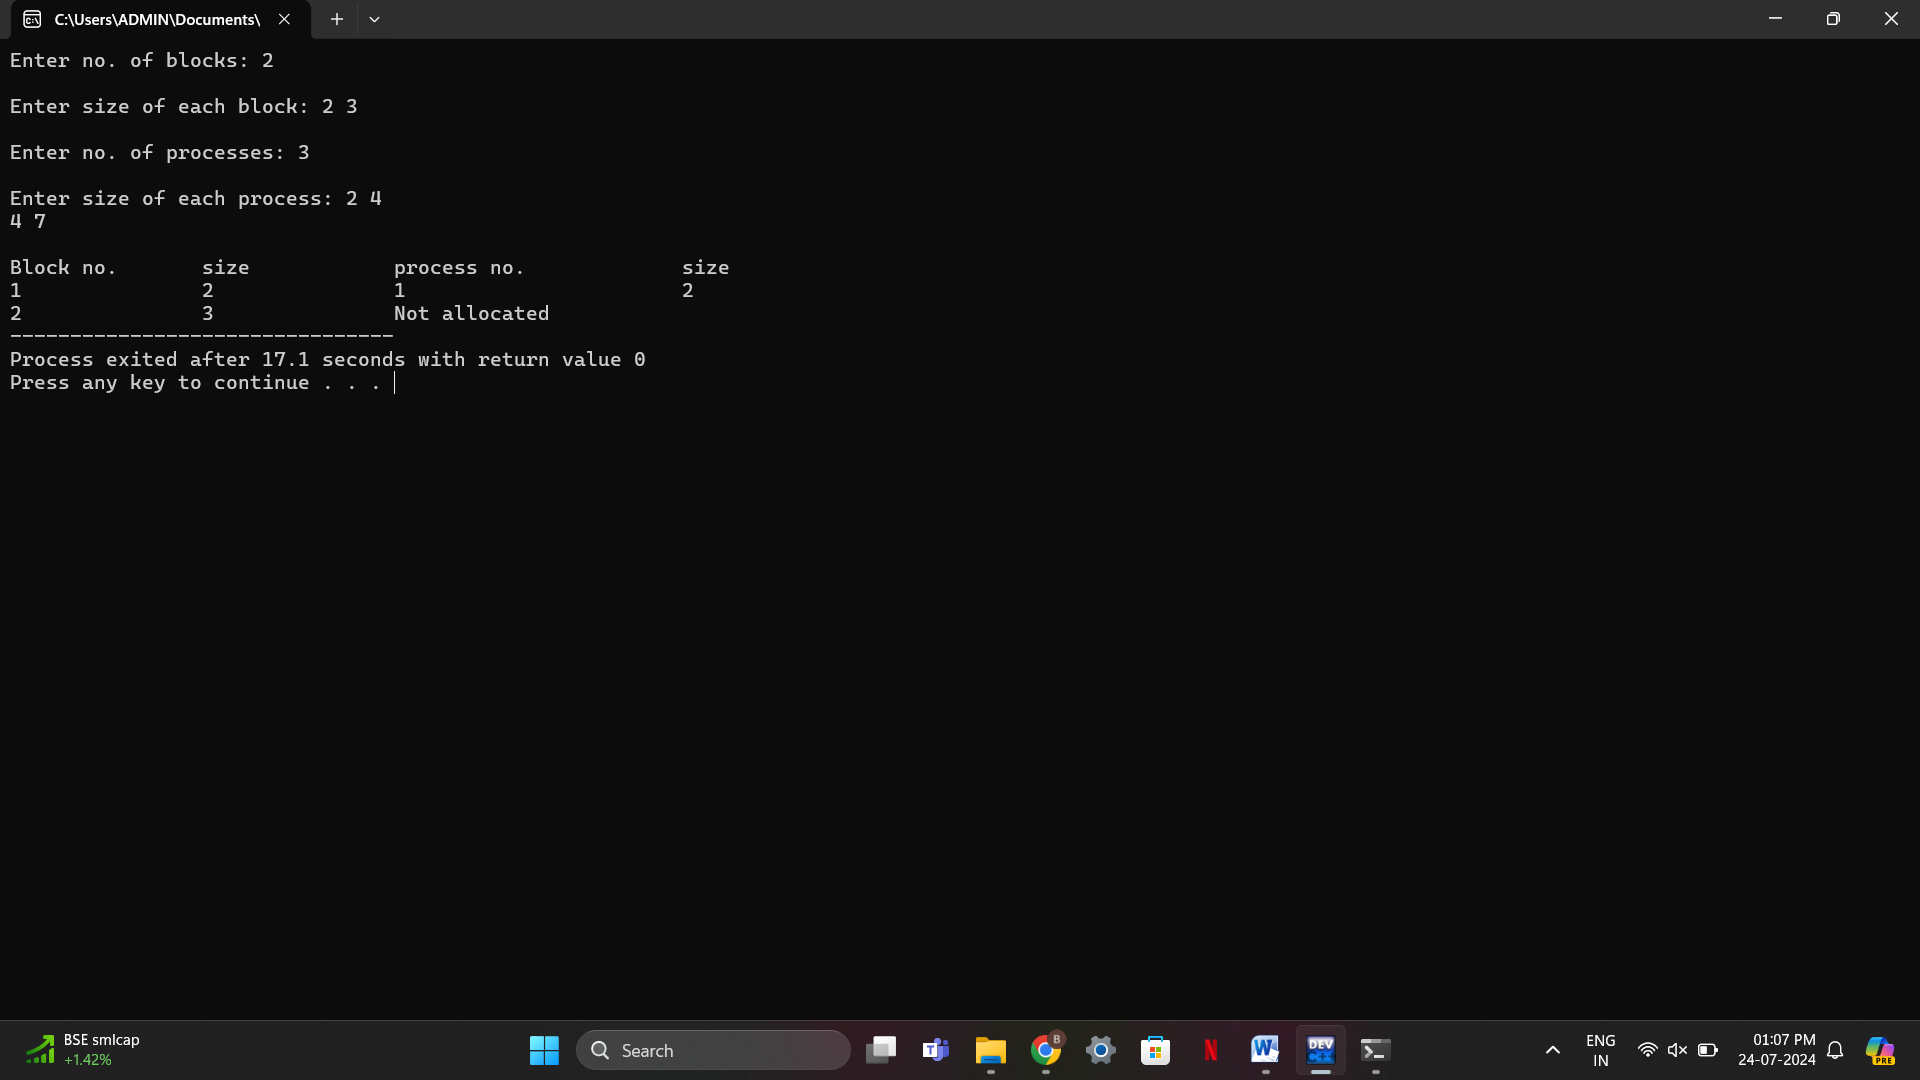 C:\Users\ADMIN\Documents\
Enter no. of blocks: 2
Enter size of each block: 2 3
Enter no. of processes: 3
Enter size of each process: 2 4
4 7
Block no. size process no. size
1 2 1 2
2 3 Not allocated
--------------------------------
Process exited after 17.1 seconds with return value 0
Press any key to continue . . .
BSE smlcap
+1.42%
Search
B
DEV
ENG
IN
01:07 PM
24-07-2024
PRE